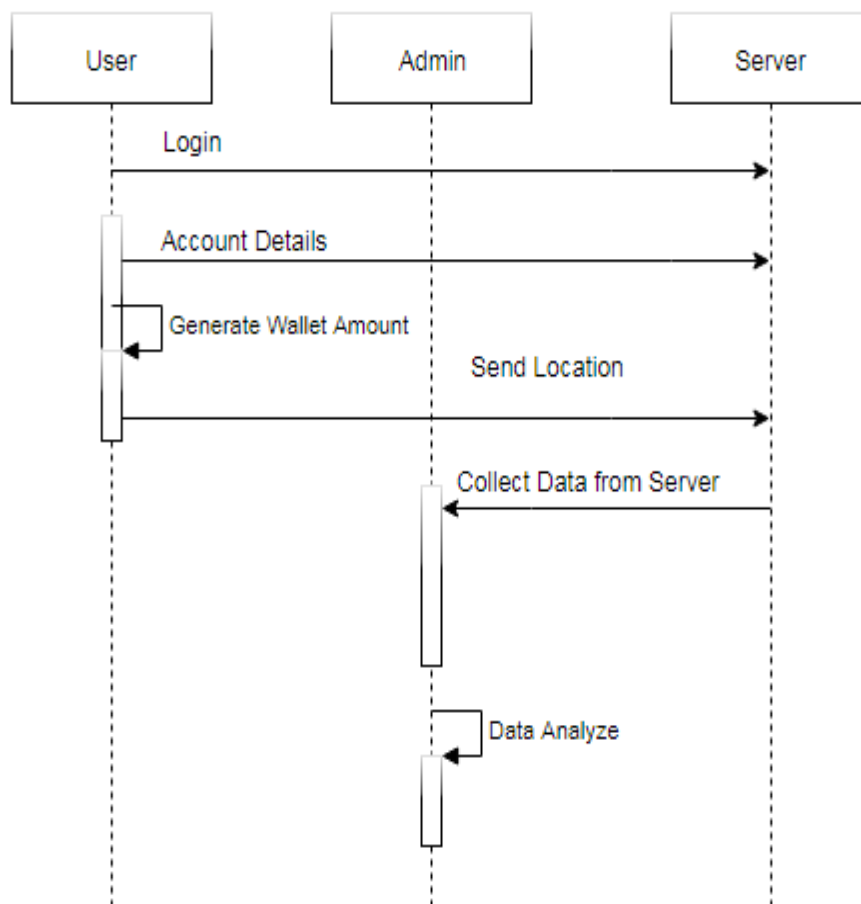 User
Admin
Server
Login
Account Details
Generate Wallet Amount
Send Location
Collect Data from Server
Data Analyze